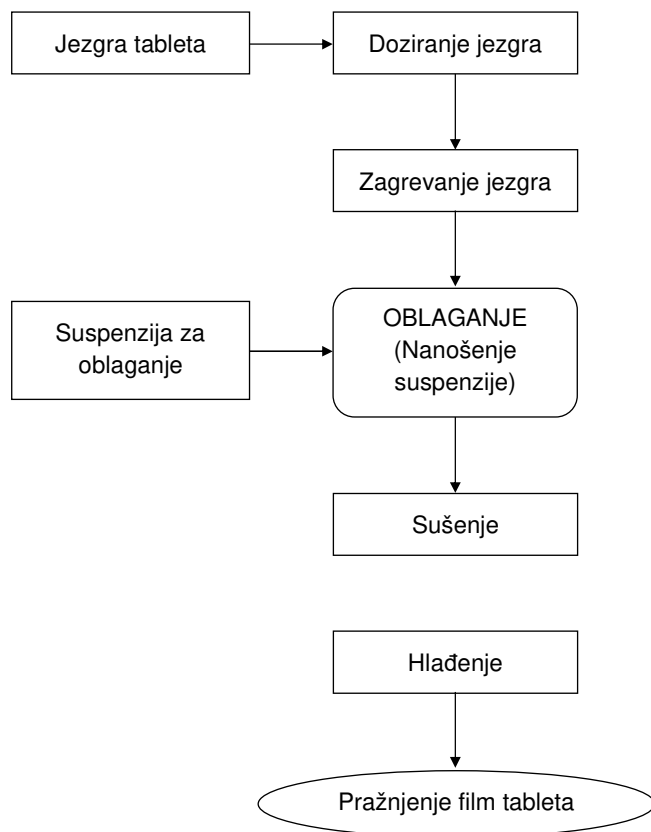 Jezgra tableta
Doziranje jezgra
Zagrevanje jezgra
Suspenzija za
oblaganje
OBLAGANJE
(Nanošenje
suspenzije)
Sušenje
Hlađenje
Pražnjenje film tableta